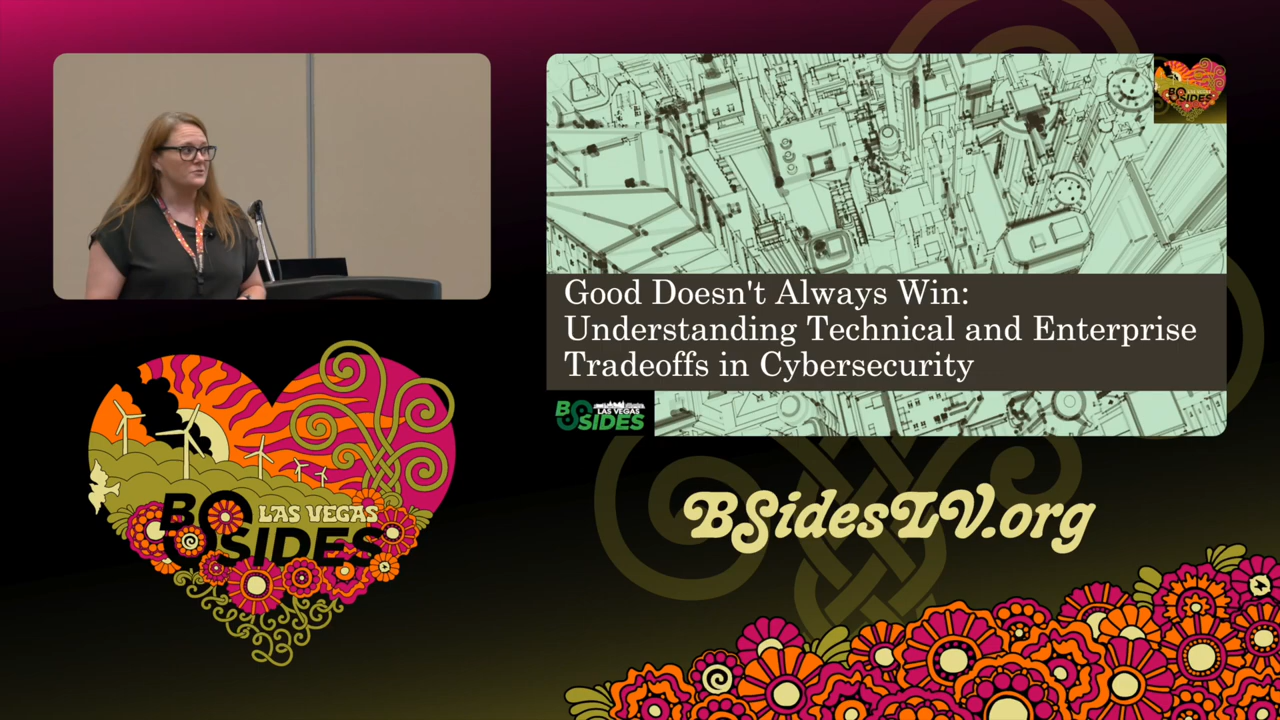 BSIDES
Good Doesn't Always Win:
Understanding Technical and Enterprise
Tradeoffs in Cybersecurity
BSIDES
LAS VEGAS
BSIDES
LAS VEGAS
BSidesLV.org